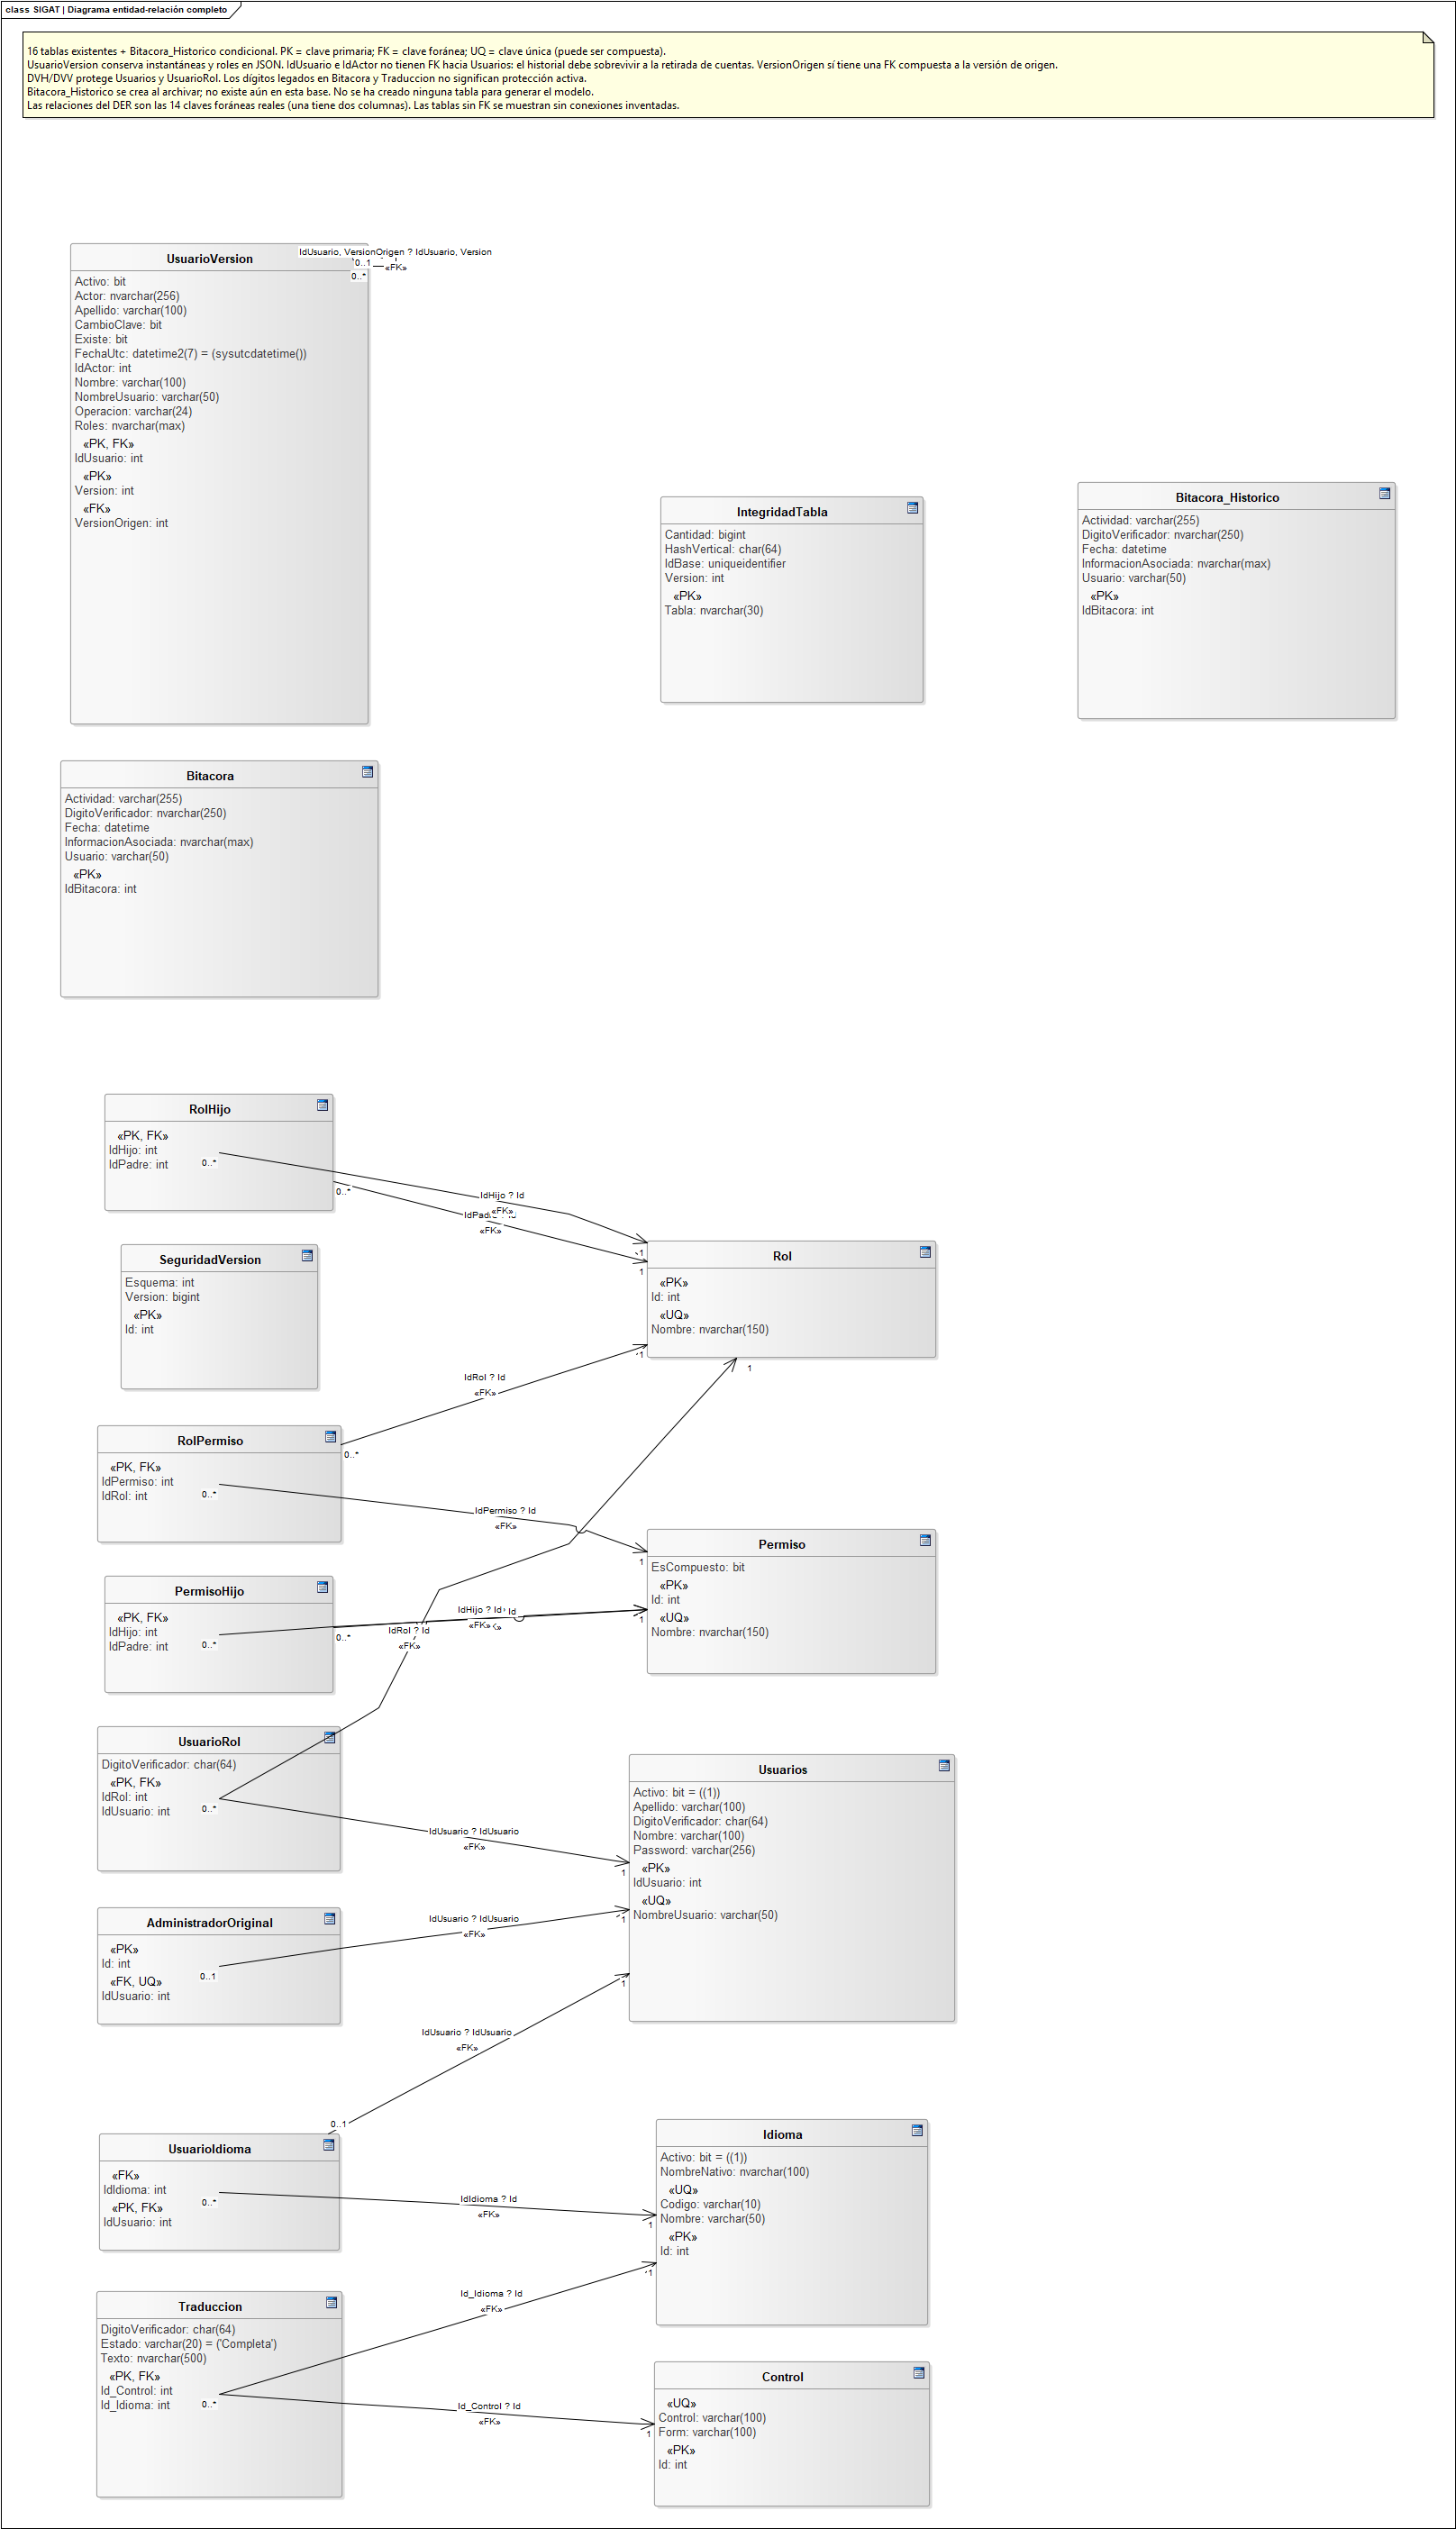 class SIGAT | Diagrama entidad-relación completo
16 tablas existentes + Bitacora_Historico condicional. PK = clave primaria; FK = clave foránea; UQ = clave única (puede ser compuesta).
UsuarioVersion conserva instantáneas y roles en JSON. IdUsuario e IdActor no tienen FK hacia Usuarios: el historial debe sobrevivir a la retirada de cuentas. VersionOrigen sí tiene una FK compuesta a la versión de origen.
DVH/DVV protege Usuarios y UsuarioRol. Los dígitos legados en Bitacora y Traduccion no significan protección activa.
Bitacora_Historico se crea al archivar; no existe aún en esta base. No se ha creado ninguna tabla para generar el modelo.
Las relaciones del DER son las 14 claves foráneas reales (una tiene dos columnas). Las tablas sin FK se muestran sin conexiones inventadas.
UsuarioVersion
Activo: bit
Actor: nvarchar(256)
Apellido: varchar(100)
CambioClave: bit
Existe: bit
FechaUtc: datetime2(7) = (sysutcdatetime())
IdActor: int
Nombre: varchar(100)
NombreUsuario: varchar(50)
Operacion: varchar(24)
Roles: nvarchar(max)
«PK, FK»
IdUsuario: int
«PK»
Version: int
«FK»
VersionOrigen: int
IdUsuario, VersionOrigen ? IdUsuario, Version
0..1
«FK»
0..*
IntegridadTabla
Cantidad: bigint
HashVertical: char(64)
IdBase: uniqueidentifier
Version: int
«PK»
Tabla: nvarchar(30)
Bitacora_Historico
Actividad: varchar(255)
DigitoVerificador: nvarchar(250)
Fecha: datetime
InformacionAsociada: nvarchar(max)
Usuario: varchar(50)
«PK»
IdBitacora: int
Bitacora
Actividad: varchar(255)
DigitoVerificador: nvarchar(250)
Fecha: datetime
InformacionAsociada: nvarchar(max)
Usuario: varchar(50)
«PK»
IdBitacora: int
RolHijo
«PK, FK»
IdHijo: int
IdPadre: int
0..*
0..*
IdHijo ? Id
«FK»
«FK»
1
1
Rol
«PK»
Id: int
«UQ»
Nombre: nvarchar(150)
SeguridadVersion
Esquema: int
Version: bigint
«PK»
Id: int
IdRol ? Id
«FK»
1
1
RolPermiso
«PK, FK»
IdPermiso: int
IdRol: int
0..*
0..*
IdPermiso ? Id
«FK»
1
Permiso
EsCompuesto: bit
«PK»
Id: int
«UQ»
Nombre: nvarchar(150)
PermisoHijo
«PK, FK»
IdHijo: int
IdPadre: int
0..*
0..*
IdHijo ? Id
«FK»
1
IdRol ? Id
«FK»
UsuarioRol
DigitoVerificador: char(64)
«PK, FK»
IdRol: int
IdUsuario: int
0..*
IdUsuario ? IdUsuario
«FK»
1
Usuarios
Activo: bit = ((1))
Apellido: varchar(100)
DigitoVerificador: char(64)
Nombre: varchar(100)
Password: varchar(256)
«PK»
IdUsuario: int
«UQ»
NombreUsuario: varchar(50)
AdministradorOriginal
«PK»
Id: int
«FK, UQ»
IdUsuario: int
0..1
IdUsuario ? IdUsuario
«FK»
1
IdUsuario ? IdUsuario
«FK»
1
0..1
UsuarioIdioma
«FK»
IdIdioma: int
«PK, FK»
IdUsuario: int
0..*
IdIdioma ? Id
«FK»
1
Idioma
Activo: bit = ((1))
NombreNativo: nvarchar(100)
«UQ»
Codigo: varchar(10)
Nombre: varchar(50)
«PK»
Id: int
Traduccion
DigitoVerificador: char(64)
Estado: varchar(20) = ('Completa')
Texto: nvarchar(500)
«PK, FK»
Id_Control: int
Id_Idioma: int
0..*
Id_Idioma ? Id
«FK»
1
Id_Control ? Id
«FK»
1
Control
«UQ»
Control: varchar(100)
Form: varchar(100)
«PK»
Id: int